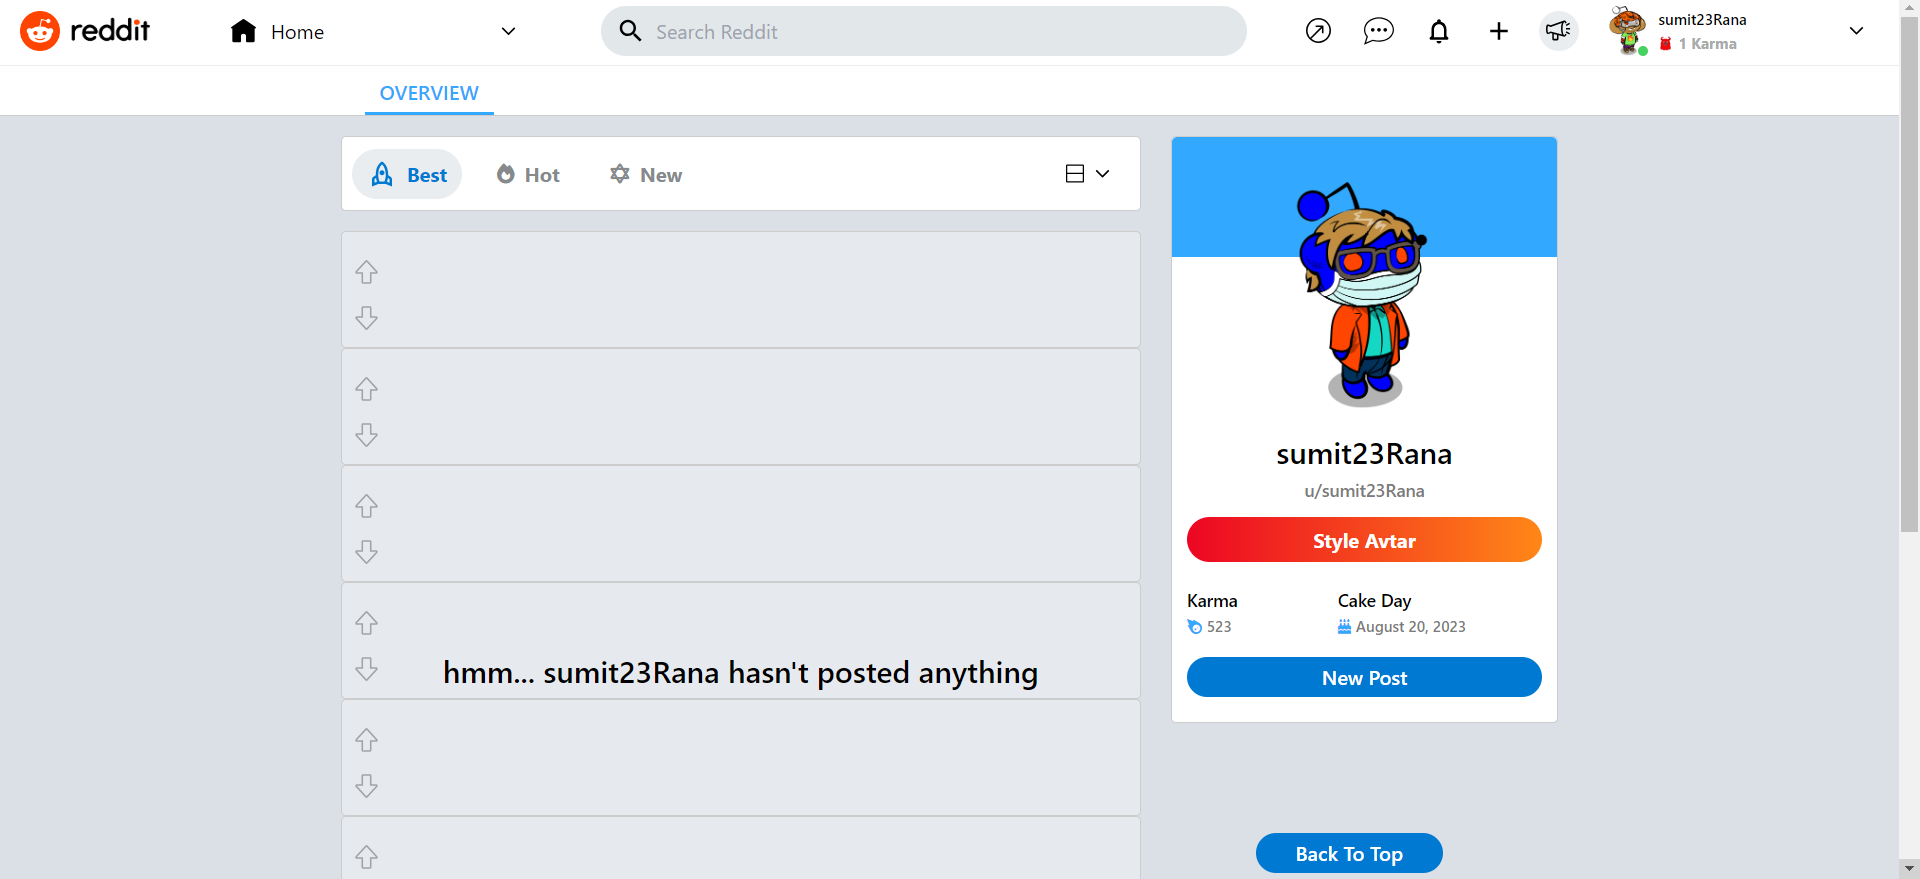 reddit
Home
Search Reddit
sumit23Rana
1 Karma
OVERVIEW
Best
Hot
New
hmm... sumit23Rana hasn't posted anything
sumit23Rana
u/sumit23Rana
Style Avtar
Karma
Cake Day
523
August 20, 2023
New Post
Back To Top